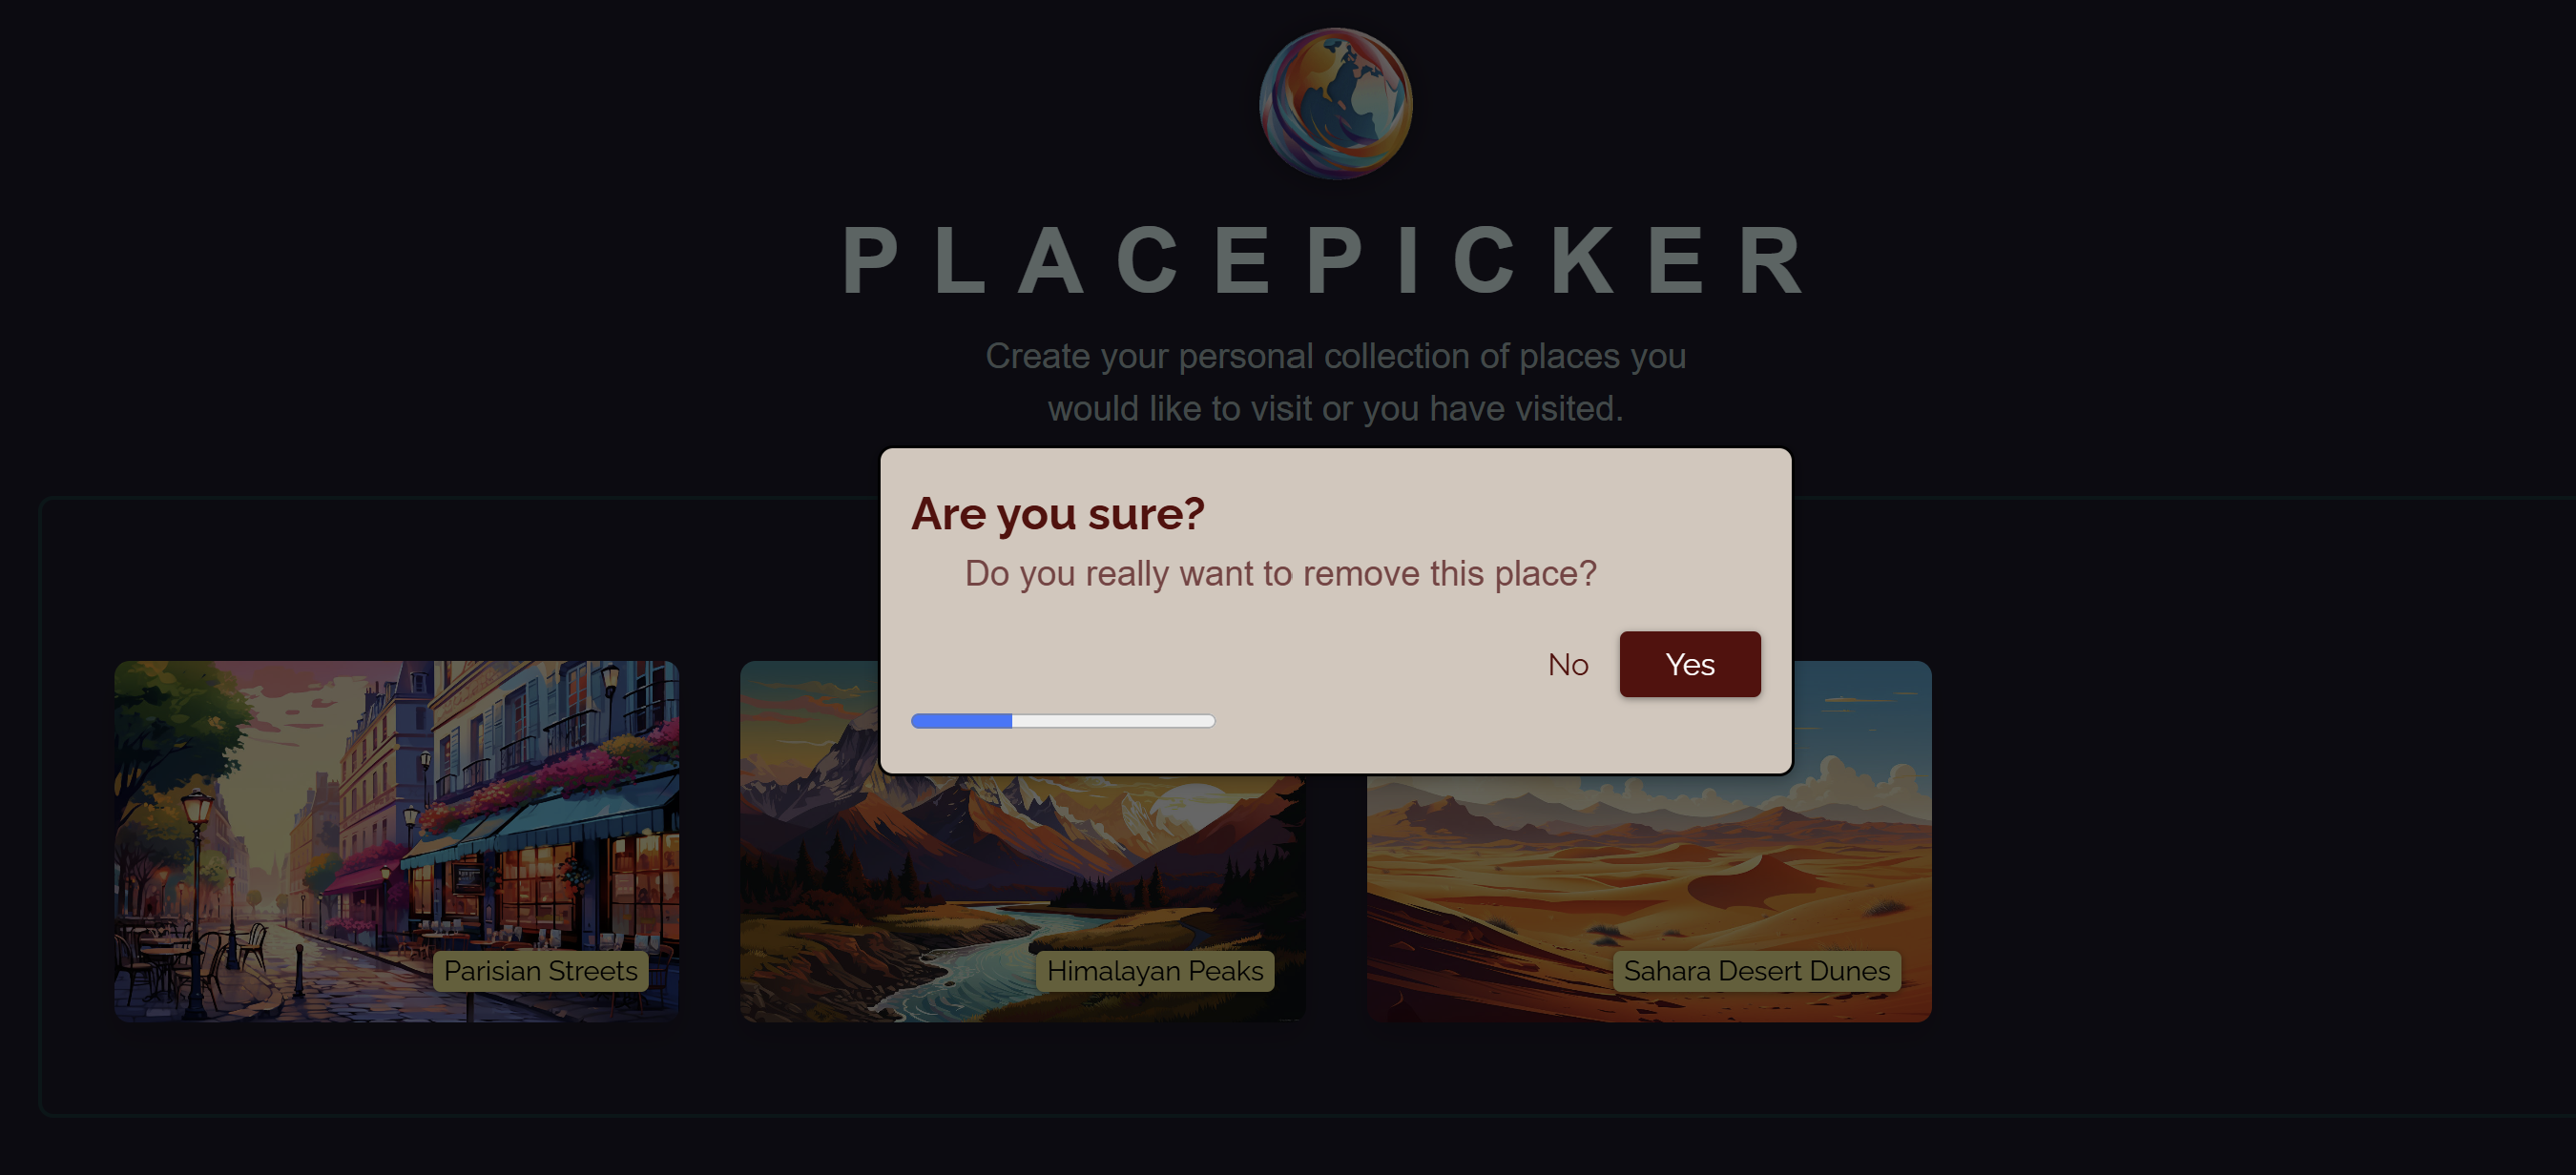 PLACEPICKER
Create your personal collection of places you
would like to visit or you have visited.
Are you sure?
Do you really want to remove this place?
No
Yes
Parisian Streets
Himalayan Peaks
Sahara Desert Dunes